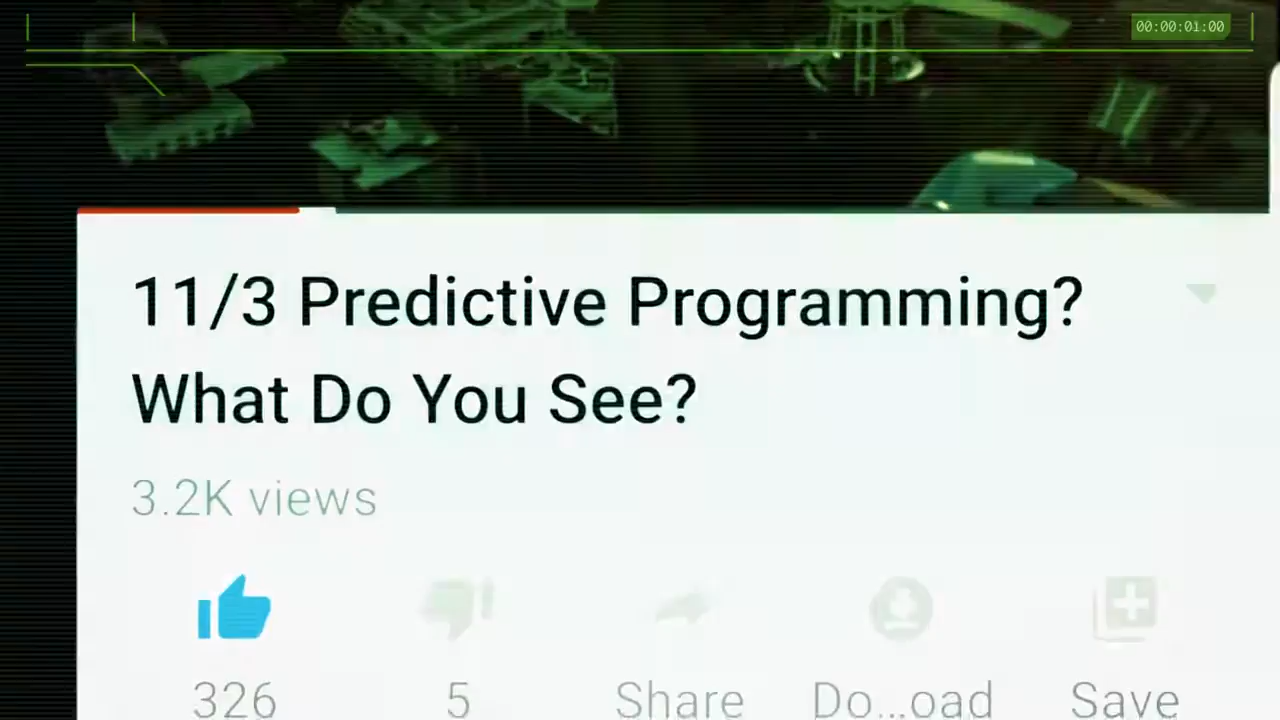 00:00:01:00
11/3 Predictive Programming?
What Do You See?
3.2K views
326
5
Share
Do...oad
Save